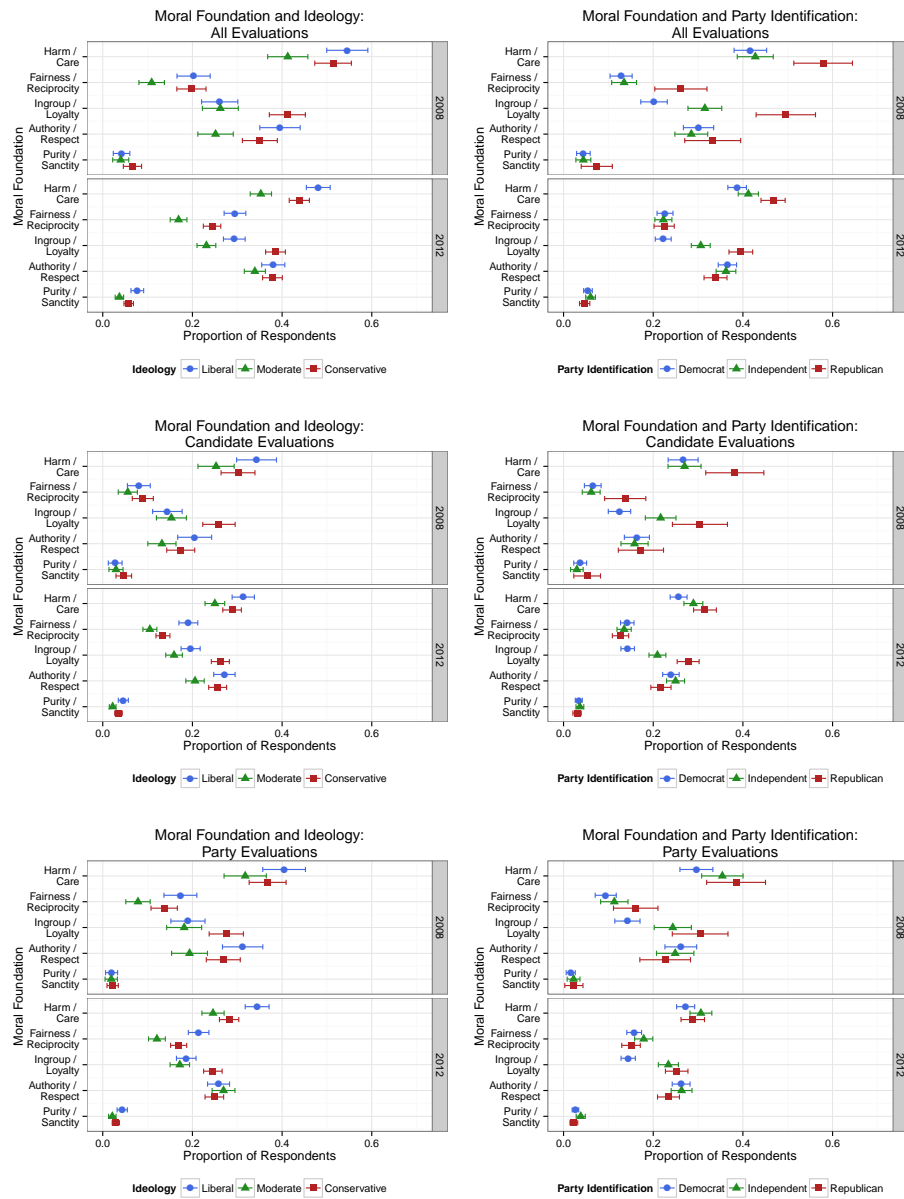 Moral Foundation and Ideology:
All Evaluations
Moral Foundation
Harm /
Care
Fairness /
Reciprocity
Ingroup /
Loyalty
Authority /
Respect
Purity /
Sanctity
2008
Harm /
Care
Fairness /
Reciprocity
Ingroup /
Loyalty
Authority /
Respect
Purity /
Sanctity
2012
0.0 0.2 0.4 0.6
Proportion of Respondents
Ideology Liberal Moderate Conservative
Moral Foundation and Party Identification:
All Evaluations
Moral Foundation
Harm /
Care
Fairness /
Reciprocity
Ingroup /
Loyalty
Authority /
Respect
Purity /
Sanctity
2008
Harm /
Care
Fairness /
Reciprocity
Ingroup /
Loyalty
Authority /
Respect
Purity /
Sanctity
2012
0.0 0.2 0.4 0.6
Proportion of Respondents
Party Identification Democrat Independent Republican
Moral Foundation and Ideology:
Candidate Evaluations
Moral Foundation
Harm /
Care
Fairness /
Reciprocity
Ingroup /
Loyalty
Authority /
Respect
Purity /
Sanctity
2008
Harm /
Care
Fairness /
Reciprocity
Ingroup /
Loyalty
Authority /
Respect
Purity /
Sanctity
2012
0.0 0.2 0.4 0.6
Proportion of Respondents
Ideology Liberal Moderate Conservative
Moral Foundation and Party Identification:
Candidate Evaluations
Moral Foundation
Harm /
Care
Fairness /
Reciprocity
Ingroup /
Loyalty
Authority /
Respect
Purity /
Sanctity
2008
Harm /
Care
Fairness /
Reciprocity
Ingroup /
Loyalty
Authority /
Respect
Purity /
Sanctity
2012
0.0 0.2 0.4 0.6
Proportion of Respondents
Party Identification Democrat Independent Republican
Moral Foundation and Ideology:
Party Evaluations
Moral Foundation
Harm /
Care
Fairness /
Reciprocity
Ingroup /
Loyalty
Authority /
Respect
Purity /
Sanctity
2008
Harm /
Care
Fairness /
Reciprocity
Ingroup /
Loyalty
Authority /
Respect
Purity /
Sanctity
2012
0.0 0.2 0.4 0.6
Proportion of Respondents
Ideology Liberal Moderate Conservative
Moral Foundation and Party Identification:
Party Evaluations
Moral Foundation
Harm /
Care
Fairness /
Reciprocity
Ingroup /
Loyalty
Authority /
Respect
Purity /
Sanctity
2008
Harm /
Care
Fairness /
Reciprocity
Ingroup /
Loyalty
Authority /
Respect
Purity /
Sanctity
2012
0.0 0.2 0.4 0.6
Proportion of Respondents
Party Identification Democrat Independent Republican